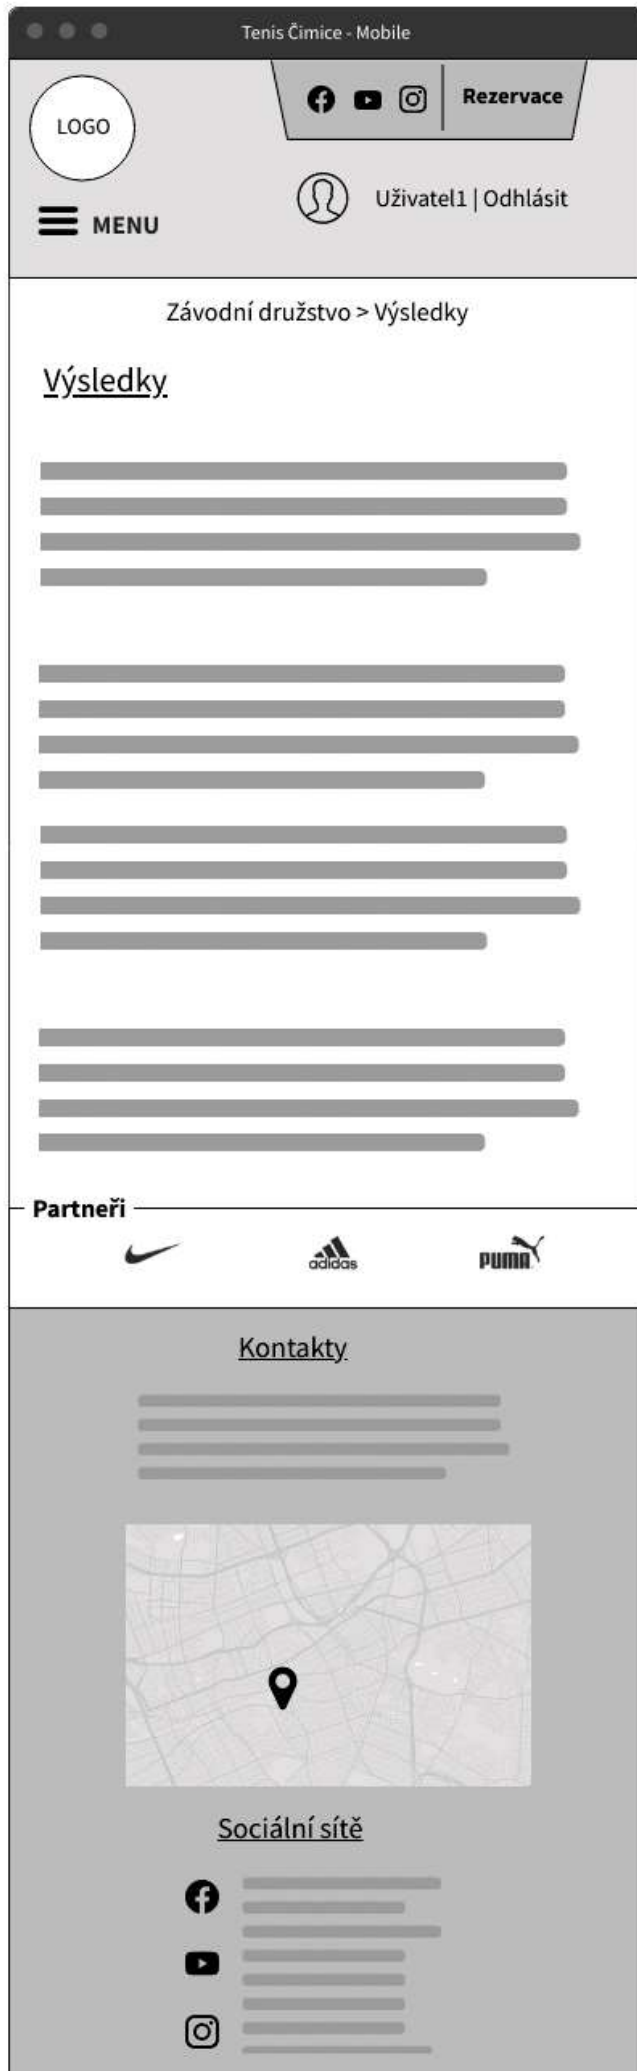 Tenis Čimice - Mobile
LOGO
Rezervace
MENU
Uživatel1 | Odhlásit
Závodní družstvo > Výsledky
Výsledky
Partneři
adidas
PUMA
Kontakty
Sociální sítě